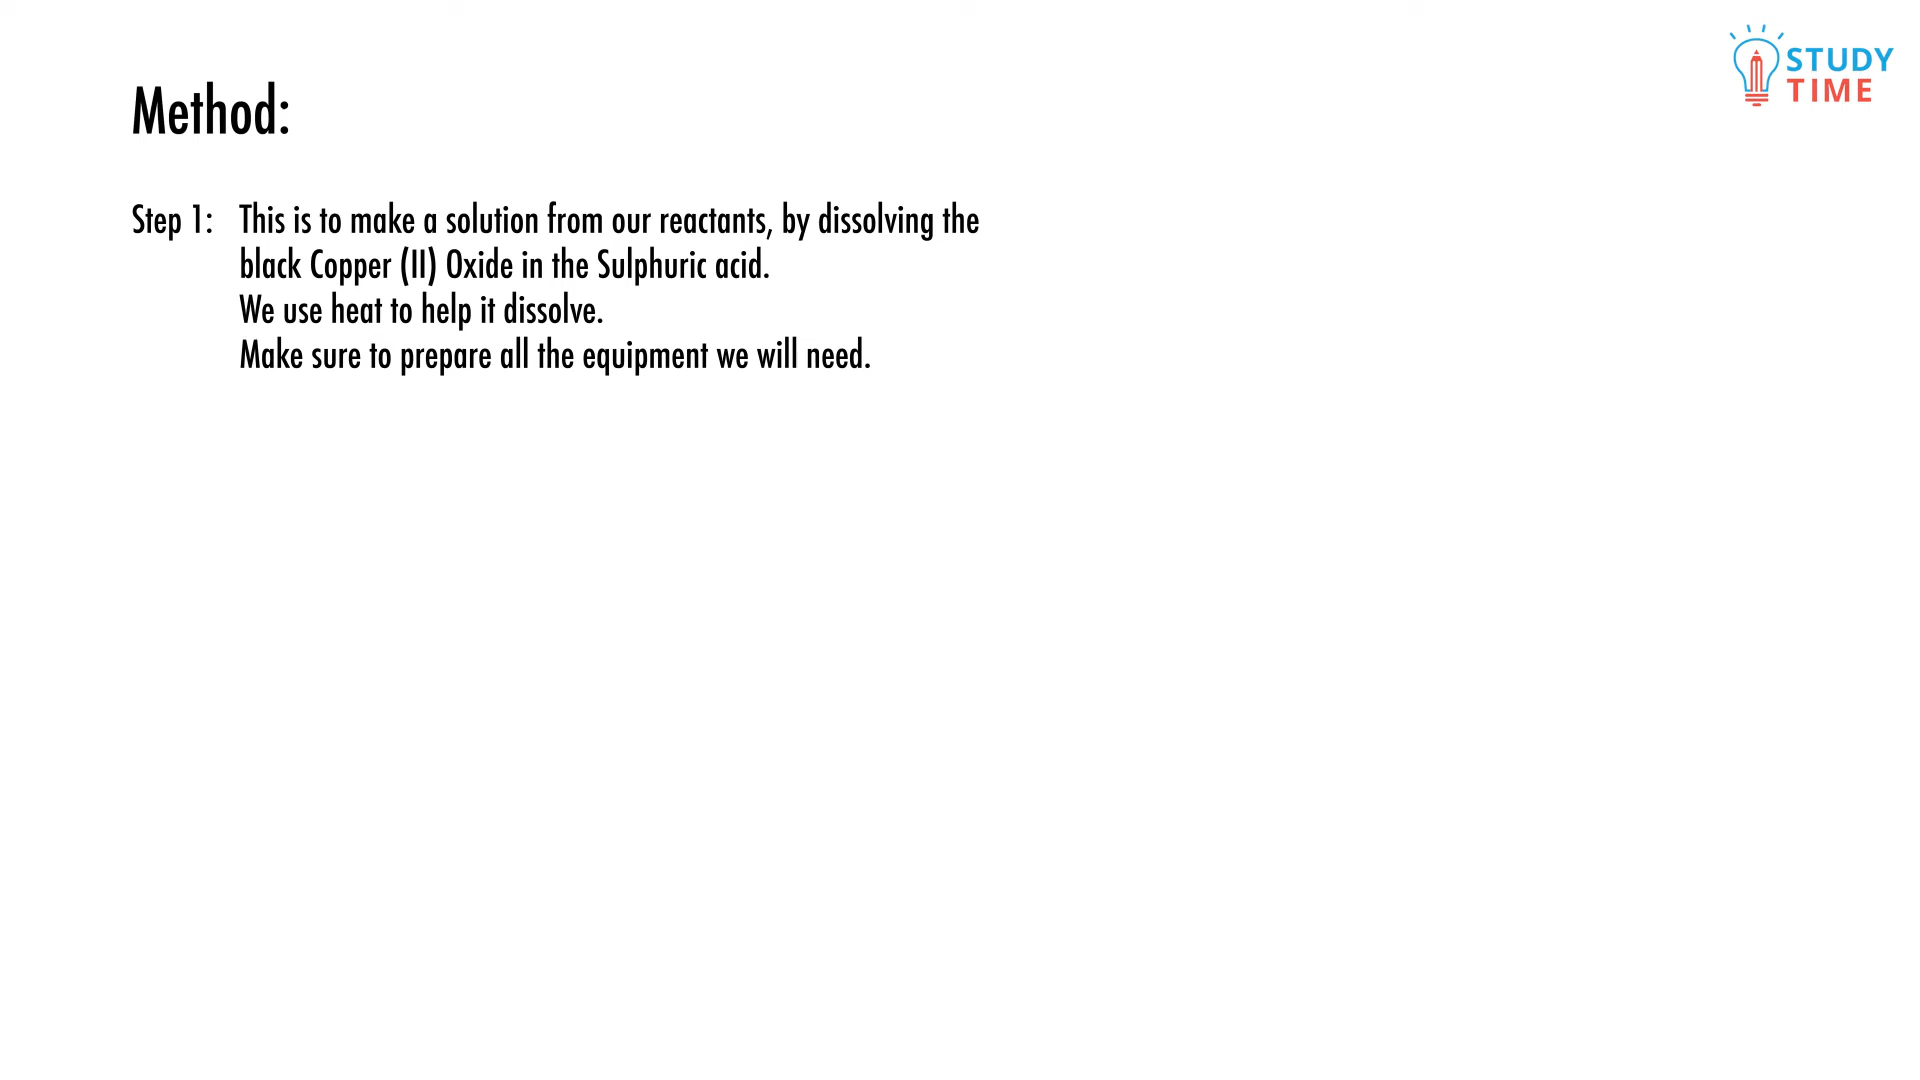 STUDY
TIME
Method:
Step 1: This is to make a solution from our reactants, by dissolving the
black Copper (II) Oxide in the Sulphuric acid.
We use heat to help it dissolve.
Make sure to prepare all the equipment we will need.